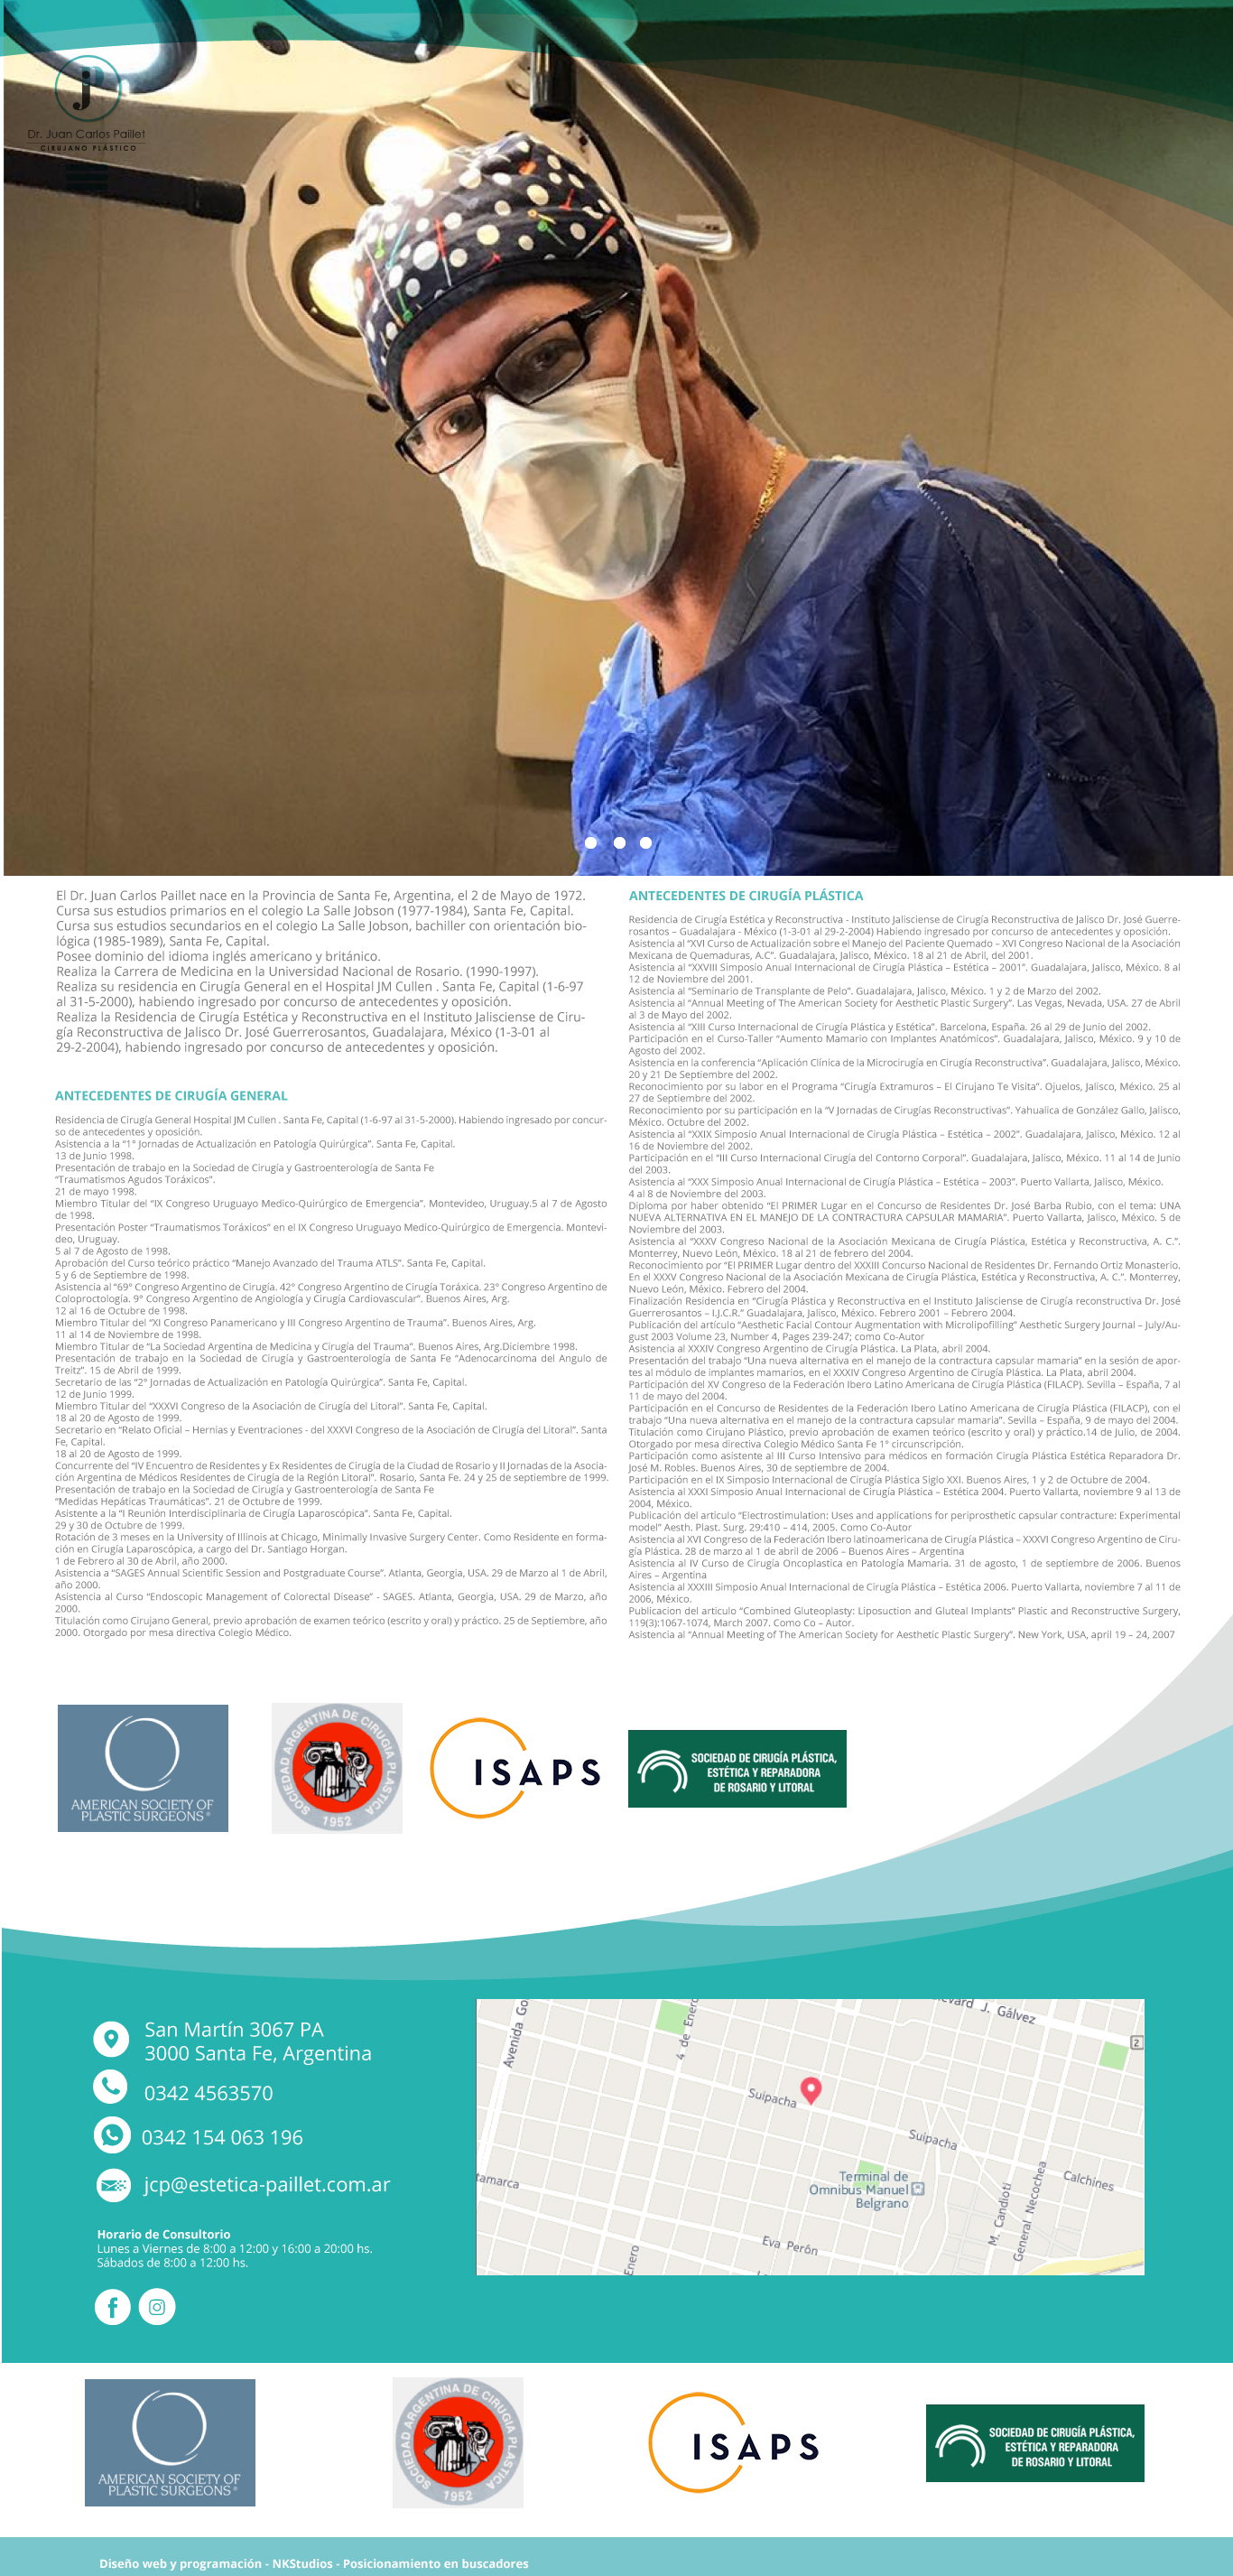 Dr. Juan Carlos Paillet
CIRUJANO PLÁSTICO
El Dr. Juan Carlos Paillet nace en la Provincia de Santa Fe, Argentina, el 2 de Mayo de 1972.
Cursa sus estudios primarios en el colegio La Salle Jobson (1977-1984), Santa Fe, Capital.
Cursa sus estudios secundarios en el colegio La Salle Jobson, bachiller con orientación bio-
lógica (1985-1989), Santa Fe, Capital.
Posee dominio del idioma inglés americano y británico.
Realiza la Carrera de Medicina en la Universidad Nacional de Rosario. (1990-1997).
Realiza su residencia en Cirugía General en el Hospital JM Cullen . Santa Fe, Capital (1-6-97
al 31-5-2000), habiendo ingresado por concurso de antecedentes y oposición.
Realiza la Residencia de Cirugía Estética y Reconstructiva en el Instituto Jalisciense de Ciru-
gía Reconstructiva de Jalisco Dr. José Guerrerosantos, Guadalajara, México (1-3-01 al
29-2-2004), habiendo ingresado por concurso de antecedentes y oposición.
ANTECEDENTES DE CIRUGÍA GENERAL
Residencia de Cirugía General Hospital JM Cullen . Santa Fe, Capital (1-6-97 al 31-5-2000). Habiendo ingresado por concur-
so de antecedentes y oposición.
Asistencia a la “1° Jornadas de Actualización en Patología Quirúrgica”. Santa Fe, Capital.
13 de Junio 1998.
Presentación de trabajo en la Sociedad de Cirugía y Gastroenterología de Santa Fe
“Traumatismos Agudos Toráxicos”.
21 de mayo 1998.
Miembro Titular del “IX Congreso Uruguayo Medico-Quirúrgico de Emergencia”. Montevideo, Uruguay.5 al 7 de Agosto
de 1998.
Presentación Poster “Traumatismos Toráxicos” en el IX Congreso Uruguayo Medico-Quirúrgico de Emergencia. Montevi-
deo, Uruguay.
5 al 7 de Agosto de 1998.
Aprobación del Curso teórico práctico “Manejo Avanzado del Trauma ATLS”. Santa Fe, Capital.
5 y 6 de Septiembre de 1998.
Asistencia al “69° Congreso Argentino de Cirugía. 42° Congreso Argentino de Cirugía Toráxica. 23° Congreso Argentino de
Coloproctología. 9° Congreso Argentino de Angiología y Cirugía Cardiovascular”. Buenos Aires, Arg.
12 al 16 de Octubre de 1998.
Miembro Titular del “XI Congreso Panamericano y III Congreso Argentino de Trauma”. Buenos Aires, Arg.
11 al 14 de Noviembre de 1998.
Miembro Titular de “La Sociedad Argentina de Medicina y Cirugía del Trauma”. Buenos Aires, Arg.Diciembre 1998.
Presentación de trabajo en la Sociedad de Cirugía y Gastroenterología de Santa Fe “Adenocarcinoma del Angulo de
Treitz”. 15 de Abril de 1999.
Secretario de las “2° Jornadas de Actualización en Patología Quirúrgica”. Santa Fe, Capital.
12 de Junio 1999.
Miembro Titular del “XXXVI Congreso de la Asociación de Cirugía del Litoral”. Santa Fe, Capital.
18 al 20 de Agosto de 1999.
Secretario en “Relato Oficial – Hernias y Eventraciones - del XXXVI Congreso de la Asociación de Cirugía del Litoral”. Santa
Fe, Capital.
18 al 20 de Agosto de 1999.
Concurrente del “IV Encuentro de Residentes y Ex Residentes de Cirugía de la Ciudad de Rosario y II Jornadas de la Asocia-
ción Argentina de Médicos Residentes de Cirugía de la Región Litoral”. Rosario, Santa Fe. 24 y 25 de septiembre de 1999.
Presentación de trabajo en la Sociedad de Cirugía y Gastroenterología de Santa Fe
“Medidas Hepáticas Traumáticas”. 21 de Octubre de 1999.
Asistente a la “I Reunión Interdisciplinaria de Cirugía Laparoscópica”. Santa Fe, Capital.
29 y 30 de Octubre de 1999.
Rotación de 3 meses en la University of Illinois at Chicago, Minimally Invasive Surgery Center. Como Residente en forma-
ción en Cirugía Laparoscópica, a cargo del Dr. Santiago Horgan.
1 de Febrero al 30 de Abril, año 2000.
Asistencia a “SAGES Annual Scientific Session and Postgraduate Course”. Atlanta, Georgia, USA. 29 de Marzo al 1 de Abril,
año 2000.
Asistencia al Curso “Endoscopic Management of Colorectal Disease” - SAGES. Atlanta, Georgia, USA. 29 de Marzo, año
2000.
Titulación como Cirujano General, previo aprobación de examen teórico (escrito y oral) y práctico. 25 de Septiembre, año
2000. Otorgado por mesa directiva Colegio Médico.
ANTECEDENTES DE CIRUGÍA PLÁSTICA
Residencia de Cirugía Estética y Reconstructiva - Instituto Jalisciense de Cirugía Reconstructiva de Jalisco Dr. José Guerre-
rosantos – Guadalajara - México (1-3-01 al 29-2-2004) Habiendo ingresado por concurso de antecedentes y oposición.
Asistencia al “XVI Curso de Actualización sobre el Manejo del Paciente Quemado – XVI Congreso Nacional de la Asociación
Mexicana de Quemaduras, A.C”. Guadalajara, Jalisco, México. 18 al 21 de Abril, del 2001.
Asistencia al “XXVIII Simposio Anual Internacional de Cirugía Plástica – Estética – 2001”. Guadalajara, Jalisco, México. 8 al
12 de Noviembre del 2001.
Asistencia al “Seminario de Transplante de Pelo”. Guadalajara, Jalisco, México. 1 y 2 de Marzo del 2002.
Asistencia al “Annual Meeting of The American Society for Aesthetic Plastic Surgery”. Las Vegas, Nevada, USA. 27 de Abril
al 3 de Mayo del 2002.
Asistencia al “XIII Curso Internacional de Cirugía Plástica y Estética”. Barcelona, España. 26 al 29 de Junio del 2002.
Participación en el Curso-Taller “Aumento Mamario con Implantes Anatómicos”. Guadalajara, Jalisco, México. 9 y 10 de
Agosto del 2002.
Asistencia en la conferencia “Aplicación Clínica de la Microcirugía en Cirugía Reconstructiva”. Guadalajara, Jalisco, México.
20 y 21 De Septiembre del 2002.
Reconocimiento por su labor en el Programa “Cirugía Extramuros – El Cirujano Te Visita”. Ojuelos, Jalisco, México. 25 al
27 de Septiembre del 2002.
Reconocimiento por su participación en la “V Jornadas de Cirugías Reconstructivas”. Yahualica de González Gallo, Jalisco,
México. Octubre del 2002.
Asistencia al “XXIX Simposio Anual Internacional de Cirugía Plástica – Estética – 2002”. Guadalajara, Jalisco, México. 12 al
16 de Noviembre del 2002.
Participación en el “III Curso Internacional Cirugía del Contorno Corporal”. Guadalajara, Jalisco, México. 11 al 14 de Junio
del 2003.
Asistencia al “XXX Simposio Anual Internacional de Cirugía Plástica – Estética – 2003”. Puerto Vallarta, Jalisco, México.
4 al 8 de Noviembre del 2003.
Diploma por haber obtenido “El PRIMER Lugar en el Concurso de Residentes Dr. José Barba Rubio, con el tema: UNA
NUEVA ALTERNATIVA EN EL MANEJO DE LA CONTRACTURA CAPSULAR MAMARIA”. Puerto Vallarta, Jalisco, México. 5 de
Noviembre del 2003.
Asistencia al “XXXV Congreso Nacional de la Asociación Mexicana de Cirugía Plástica, Estética y Reconstructiva, A. C.”.
Monterrey, Nuevo León, México. 18 al 21 de febrero del 2004.
Reconocimiento por “El PRIMER Lugar dentro del XXXIII Concurso Nacional de Residentes Dr. Fernando Ortiz Monasterio.
En el XXXV Congreso Nacional de la Asociación Mexicana de Cirugía Plástica, Estética y Reconstructiva, A. C.”. Monterrey,
Nuevo León, México. Febrero del 2004.
Finalización Residencia en “Cirugía Plástica y Reconstructiva en el Instituto Jalisciense de Cirugía reconstructiva Dr. José
Guerrerosantos – I.J.C.R.” Guadalajara, Jalisco, México. Febrero 2001 – Febrero 2004.
Publicación del artículo “Aesthetic Facial Contour Augmentation with Microlipofilling” Aesthetic Surgery Journal – July/Au-
gust 2003 Volume 23, Number 4, Pages 239-247; como Co-Autor
Asistencia al XXXIV Congreso Argentino de Cirugía Plástica. La Plata, abril 2004.
Presentación del trabajo “Una nueva alternativa en el manejo de la contractura capsular mamaria” en la sesión de apor-
tes al módulo de implantes mamarios, en el XXXIV Congreso Argentino de Cirugía Plástica. La Plata, abril 2004.
Participación del XV Congreso de la Federación Ibero Latino Americana de Cirugía Plástica (FILACP). Sevilla – España, 7 al
11 de mayo del 2004.
Participación en el Concurso de Residentes de la Federación Ibero Latino Americana de Cirugía Plástica (FILACP), con el
trabajo “Una nueva alternativa en el manejo de la contractura capsular mamaria”. Sevilla – España, 9 de mayo del 2004.
Titulación como Cirujano Plástico, previo aprobación de examen teórico (escrito y oral) y práctico.14 de Julio, de 2004.
Otorgado por mesa directiva Colegio Médico Santa Fe 1° circunscripción.
Participación como asistente al III Curso Intensivo para médicos en formación Cirugía Plástica Estética Reparadora Dr.
José M. Robles. Buenos Aires, 30 de septiembre de 2004.
Participación en el IX Simposio Internacional de Cirugía Plástica Siglo XXI. Buenos Aires, 1 y 2 de Octubre de 2004.
Asistencia al XXXI Simposio Anual Internacional de Cirugía Plástica – Estética 2004. Puerto Vallarta, noviembre 9 al 13 de
2004, México.
Publicación del articulo “Electrostimulation: Uses and applications for periprosthetic capsular contracture: Experimental
model” Aesth. Plast. Surg. 29:410 – 414, 2005. Como Co-Autor
Asistencia al XVI Congreso de la Federación Ibero latinoamericana de Cirugía Plástica – XXXVI Congreso Argentino de Ciru-
gía Plástica. 28 de marzo al 1 de abril de 2006 – Buenos Aires – Argentina
Asistencia al IV Curso de Cirugía Oncoplastica en Patología Mamaria. 31 de agosto, 1 de septiembre de 2006. Buenos
Aires – Argentina
Asistencia al XXXIII Simposio Anual Internacional de Cirugía Plástica – Estética 2006. Puerto Vallarta, noviembre 7 al 11 de
2006, México.
Publicacion del articulo “Combined Gluteoplasty: Liposuction and Gluteal Implants” Plastic and Reconstructive Surgery,
119(3):1067-1074, March 2007. Como Co – Autor.
Asistencia al “Annual Meeting of The American Society for Aesthetic Plastic Surgery”. New York, USA, april 19 – 24, 2007
AMERICAN SOCIETY OF
PLASTIC SURGEONS®
SOCIEDAD ARGENTINA DE CIRUGIA PLASTICA
1952
ISAPS
SOCIEDAD DE CIRUGÍA PLÁSTICA,
ESTÉTICA Y REPARADORA
DE ROSARIO Y LITORAL
San Martín 3067 PA
3000 Santa Fe, Argentina
0342 4563570
0342 154 063 196
jcp@estetica-paillet.com.ar
Horario de Consultorio
Lunes a Viernes de 8:00 a 12:00 y 16:00 a 20:00 hs.
Sábados de 8:00 a 12:00 hs.
Avenida Go
4 de Enero
evard J. Gálvez
2
Suipacha
Suipacha
Terminal de
Omnibus Manuel
Belgrano
tamarca
Calchines
M. Candioti
General Necochea
Eva Perón
Enero
AMERICAN SOCIETY OF
PLASTIC SURGEONS®
SOCIEDAD ARGENTINA DE CIRUGIA PLASTICA
1952
ISAPS
SOCIEDAD DE CIRUGÍA PLÁSTICA,
ESTÉTICA Y REPARADORA
DE ROSARIO Y LITORAL
Diseño web y programación - NKStudios - Posicionamiento en buscadores